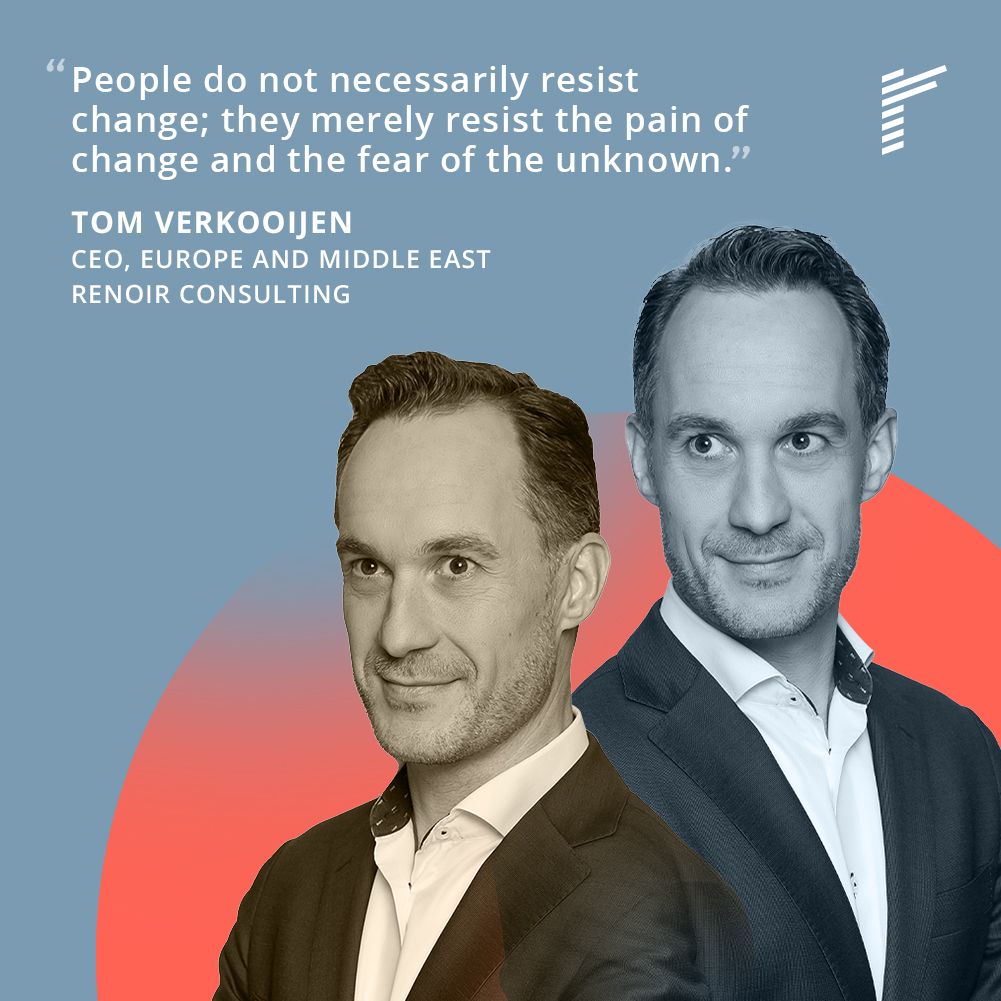 “People do not necessarily resist
change; they merely resist the pain of
change and the fear of the unknown.”
TOM VERKOOIJEN
CEO, EUROPE AND MIDDLE EAST
RENOIR CONSULTING